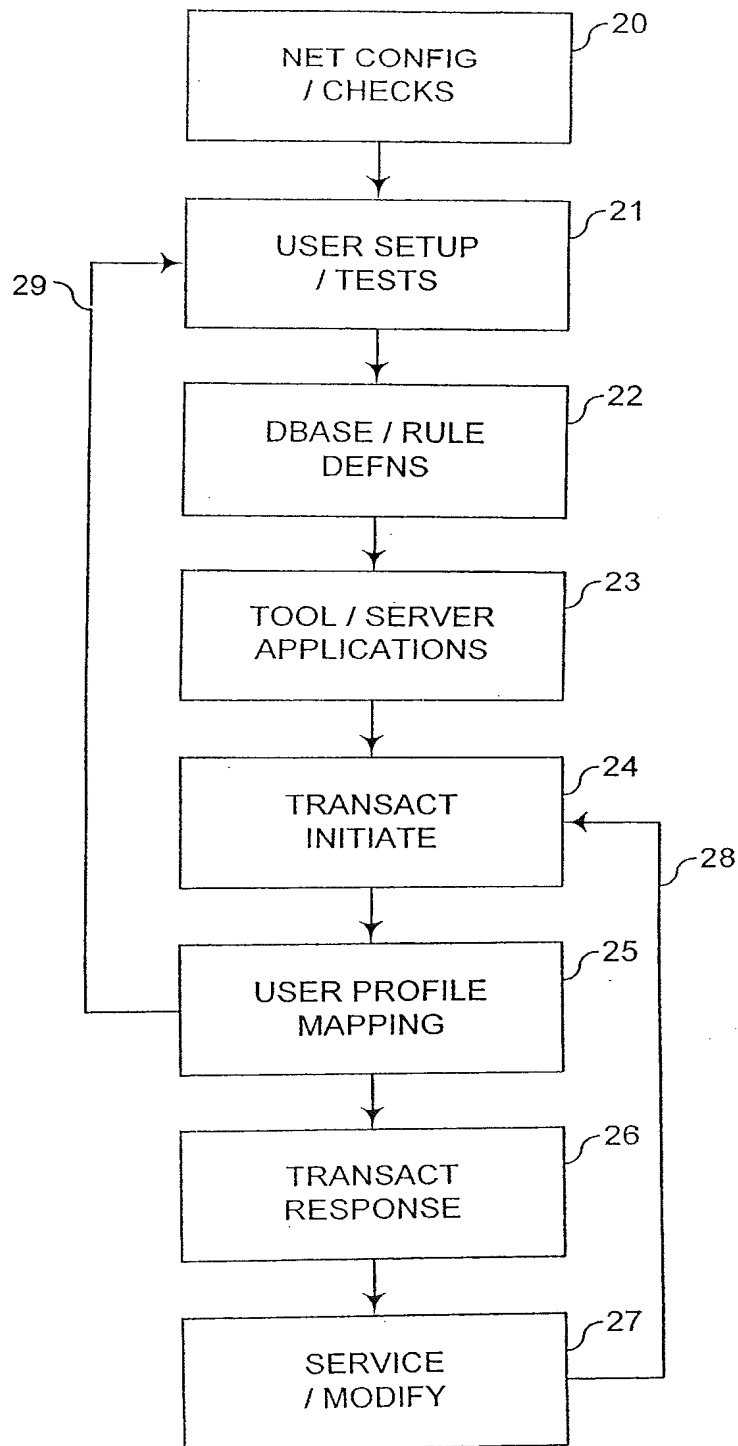 20
NET CONFIG
/ CHECKS
21
USER SETUP
/ TESTS
29
22
DBASE / RULE
DEFNS
23
TOOL / SERVER
APPLICATIONS
24
TRANSACT
INITIATE
28
25
USER PROFILE
MAPPING
26
TRANSACT
RESPONSE
27
SERVICE
/ MODIFY